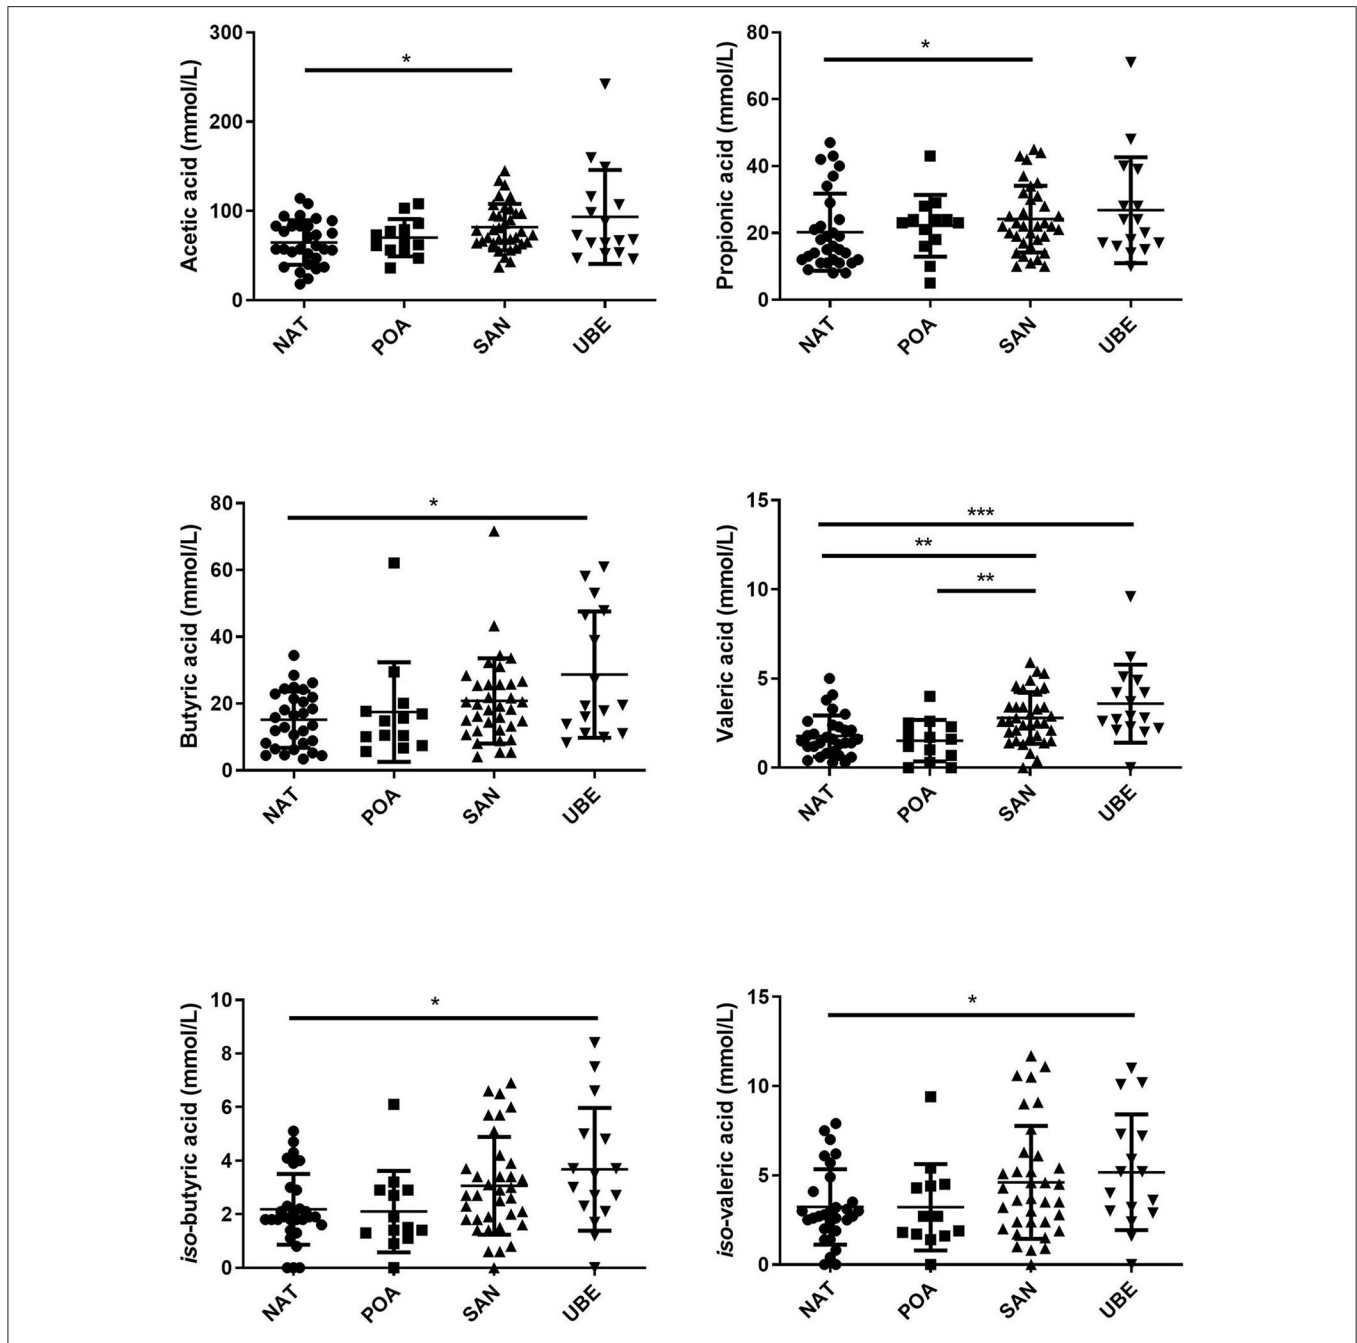 Acetic acid (mmol/L)
300
200
100
0
*
NAT
POA
SAN
UBE
Propionic acid (mmol/L)
80
60
40
20
0
*
NAT
POA
SAN
UBE
Butyric acid (mmol/L)
80
60
40
20
0
*
NAT
POA
SAN
UBE
Valeric acid (mmol/L)
15
10
5
0
***
**
**
NAT
POA
SAN
UBE
iso-butyric acid (mmol/L)
10
8
6
4
2
0
*
NAT
POA
SAN
UBE
iso-valeric acid (mmol/L)
15
10
5
0
*
NAT
POA
SAN
UBE